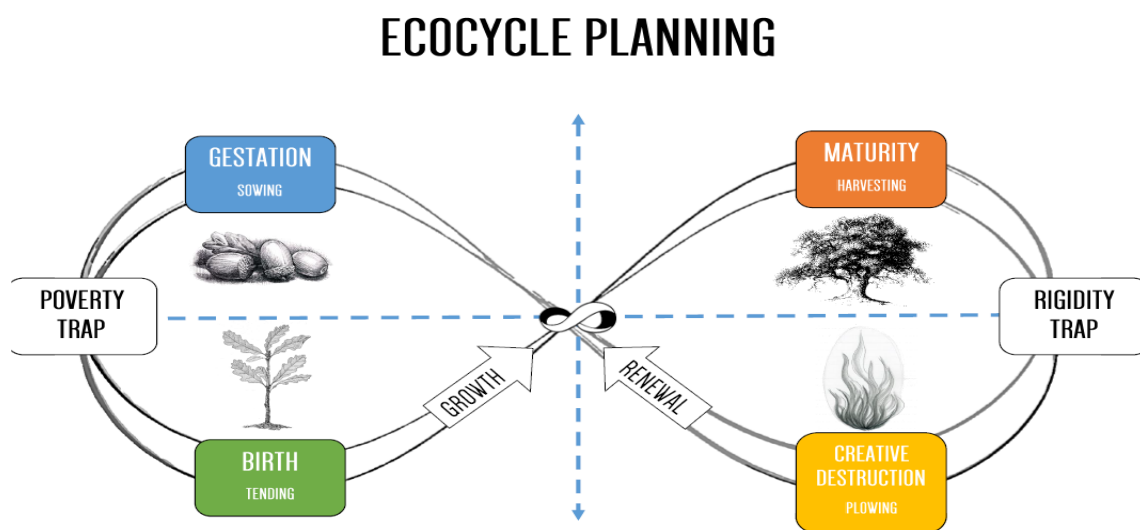 ECOCYCLE PLANNING
GESTATION
SOWING
MATURITY
HARVESTING
POVERTY
TRAP
RIGIDITY
TRAP
GROWTH
RENEWAL
BIRTH
TENDING
CREATIVE
DESTRUCTION
PLOWING